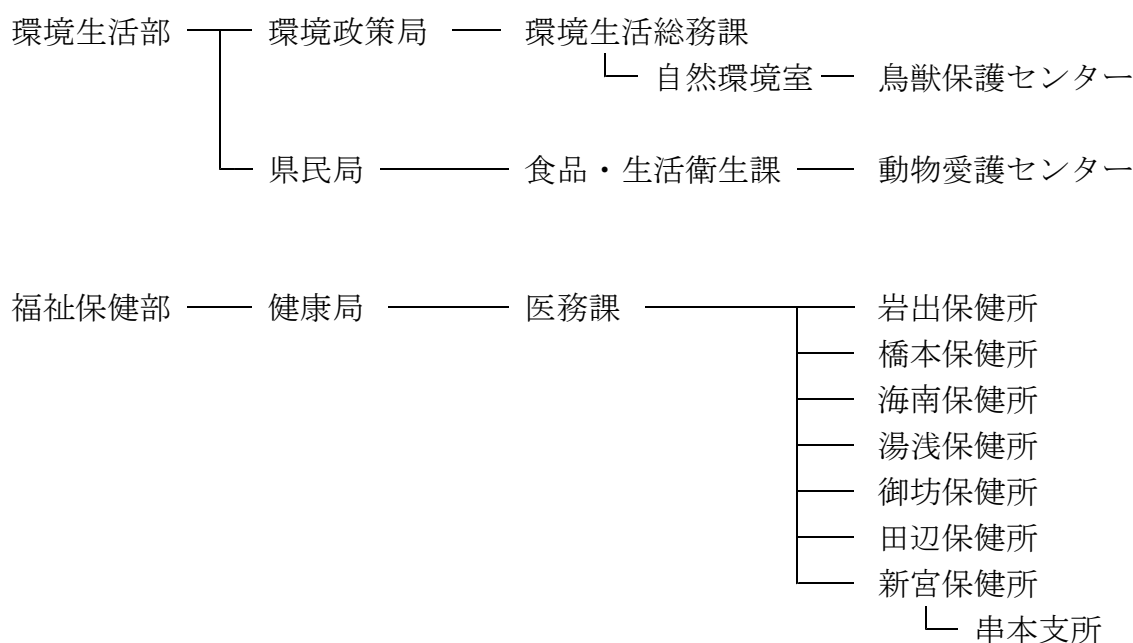 環境生活部 環境政策局 環境生活総務課
自然環境室 鳥獣保護センター
県民局 食品・生活衛生課 動物愛護センター
福祉保健部 健康局 医務課 岩出保健所
橋本保健所
海南保健所
湯浅保健所
御坊保健所
田辺保健所
新宮保健所
串本支所